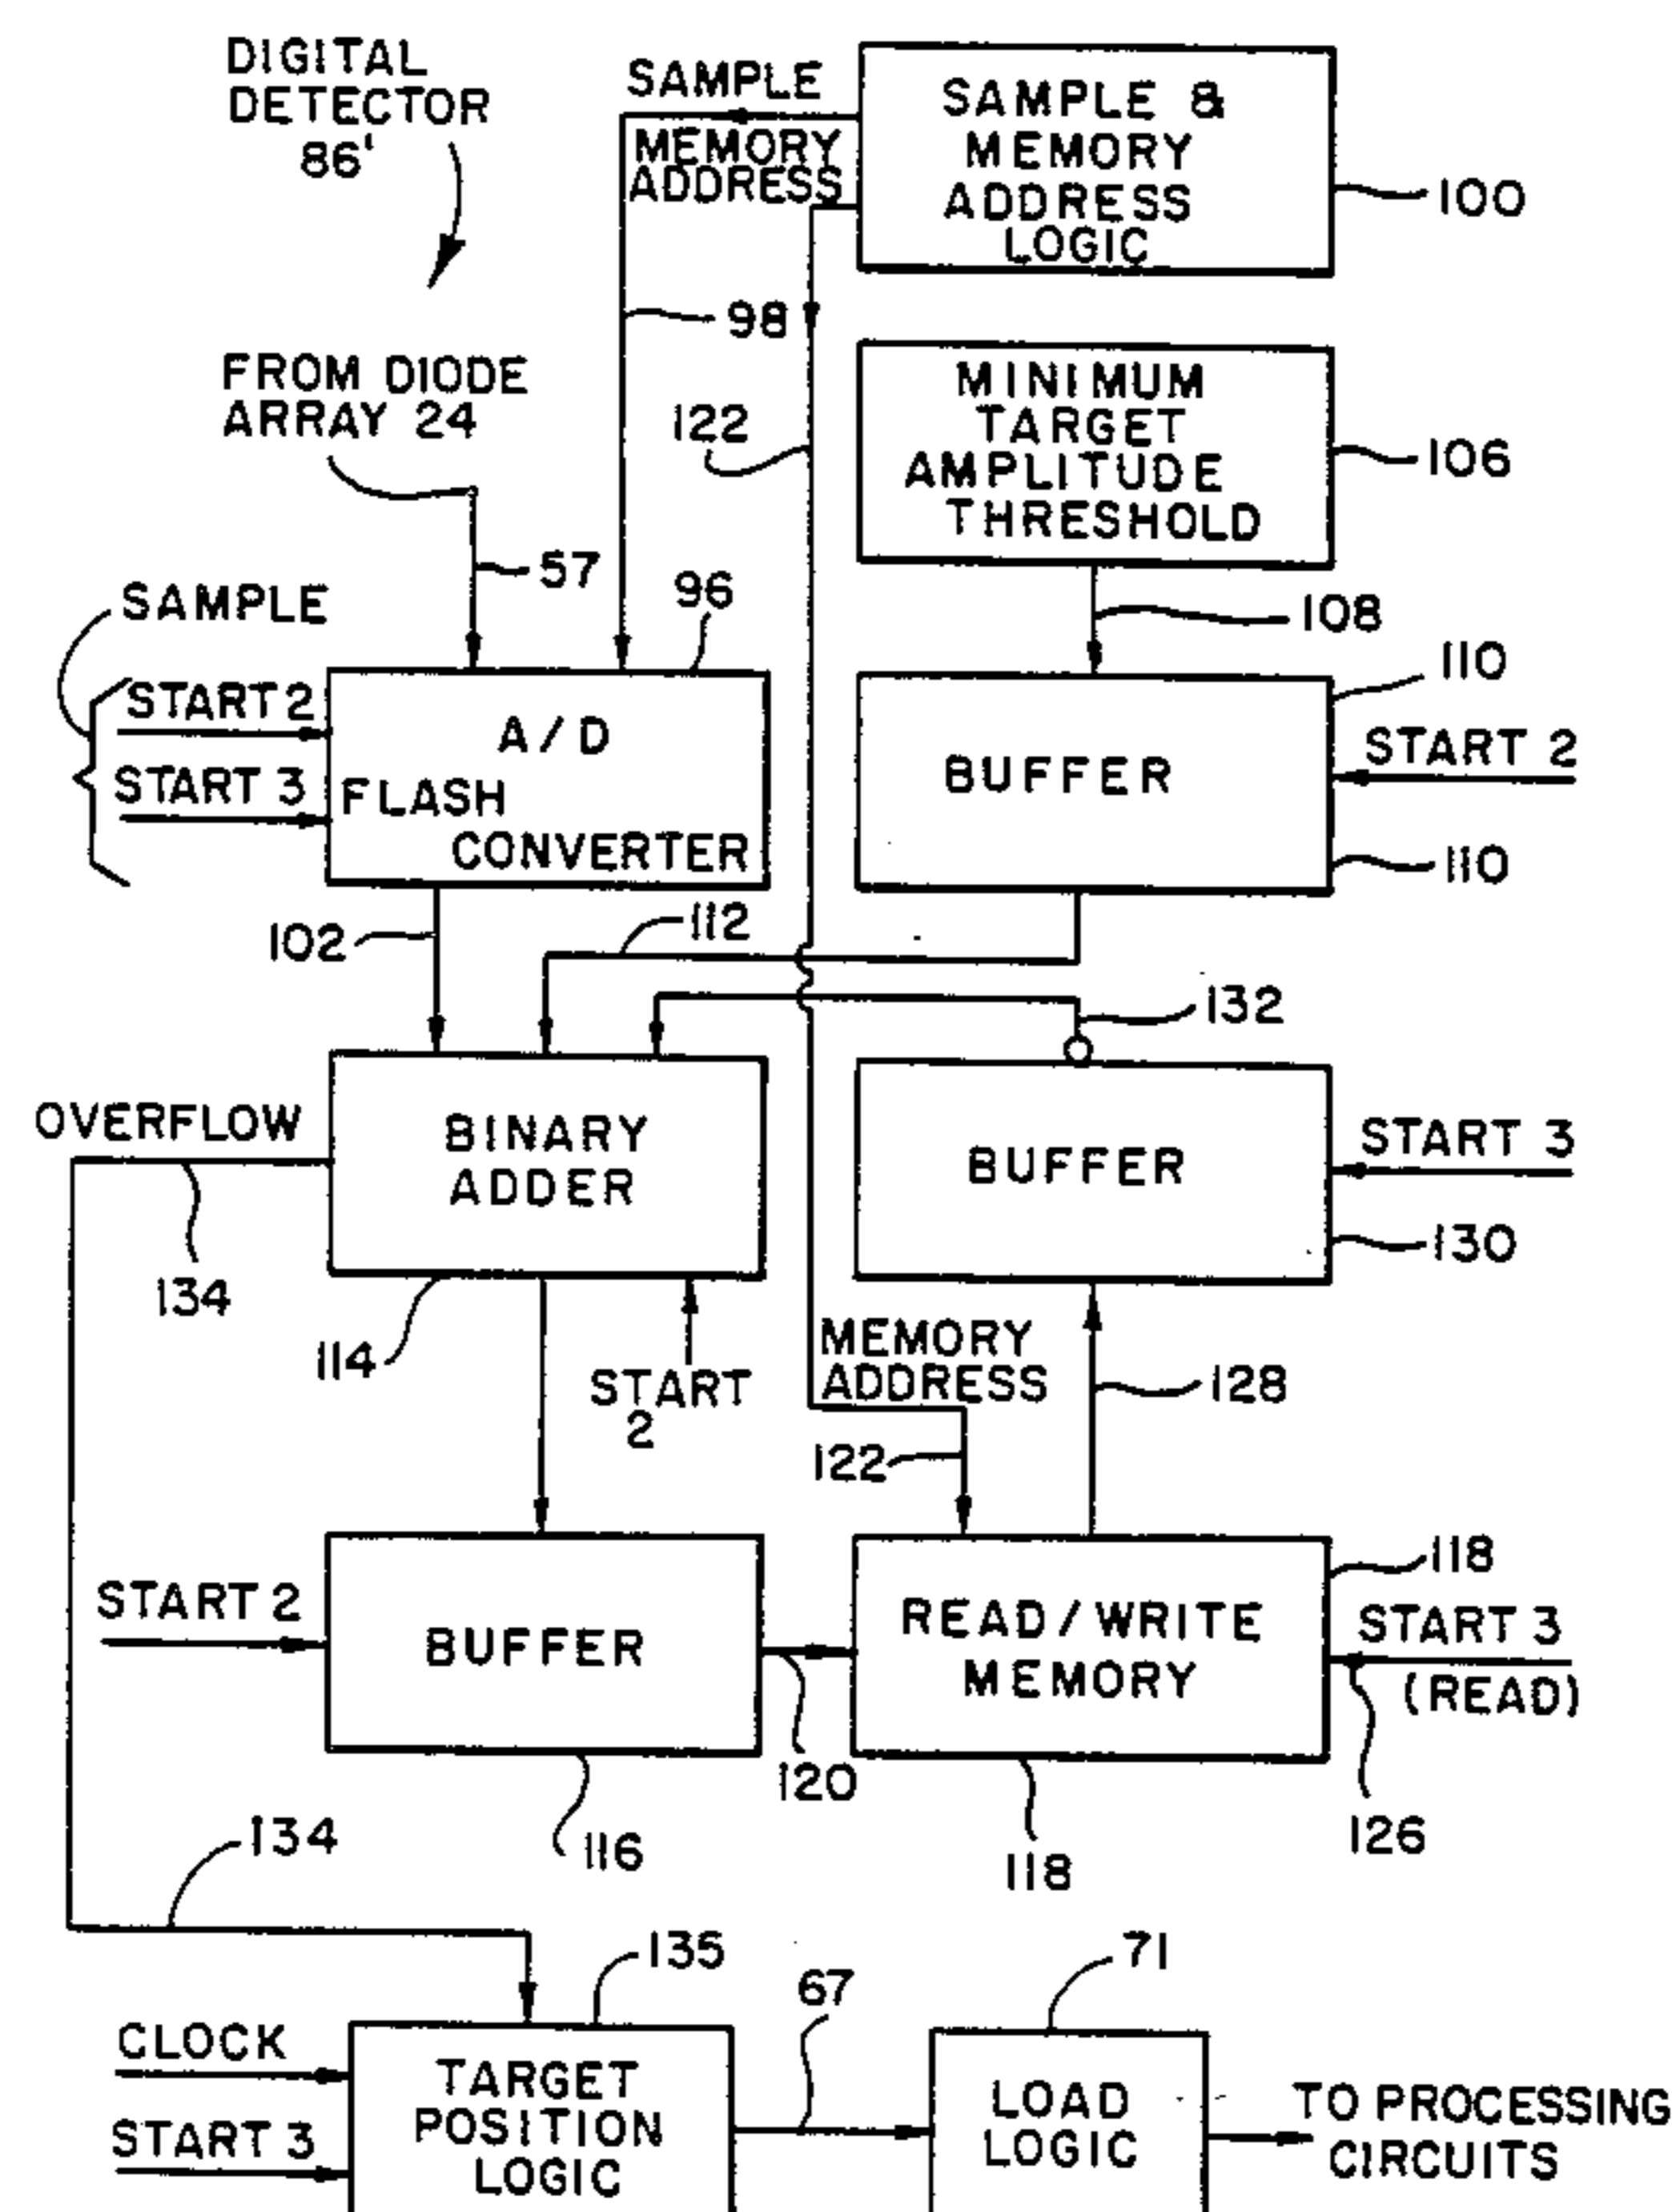 DIGITAL
DETECTOR
86'
SAMPLE
MEMORY
ADDRESS
SAMPLE &
MEMORY
ADDRESS
LOGIC
100
98
FROM DIODE
ARRAY 24
122
MINIMUM
TARGET
AMPLITUDE
THRESHOLD
106
57
96
108
SAMPLE
START 2
START 3
A/D
FLASH
CONVERTER
110
BUFFER
START 2
110
102
112
132
OVERFLOW
BINARY
ADDER
BUFFER
START 3
130
134
114
START
2
MEMORY
ADDRESS
128
122
START 2
BUFFER
120
READ/WRITE
MEMORY
118
START 3
(READ)
126
116
118
134
135
67
71
CLOCK
START 3
TARGET
POSITION
LOGIC
LOAD
LOGIC
TO PROCESSING
CIRCUITS